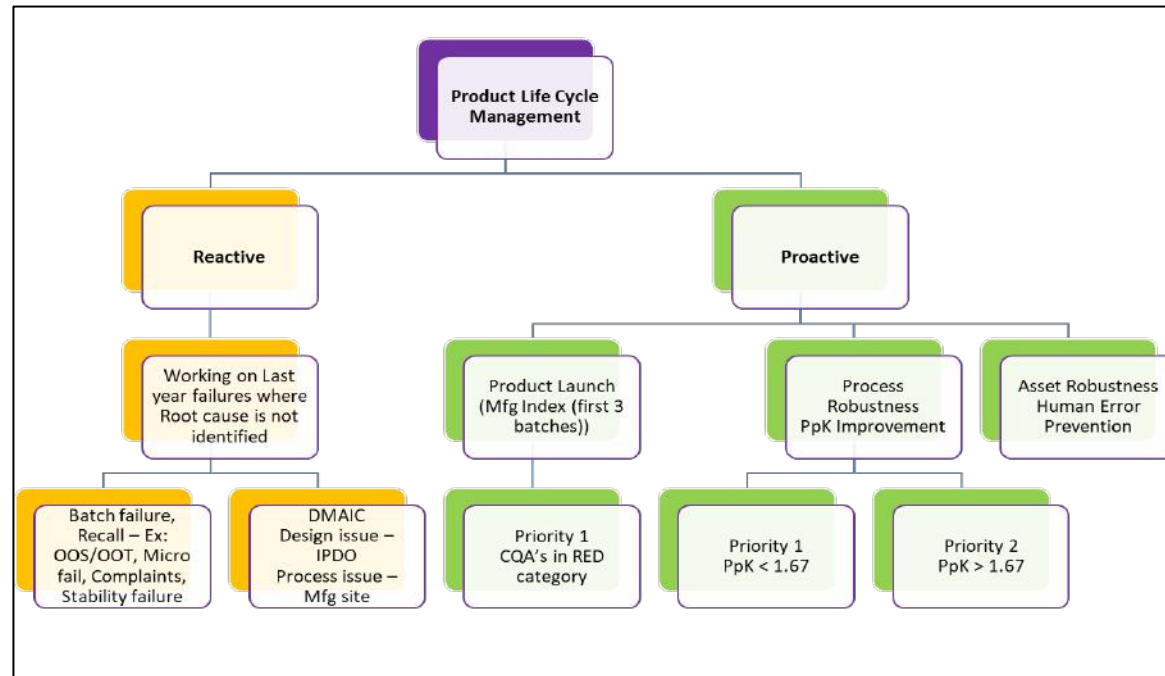 Product Life Cycle
Management
Reactive
Proactive
Working on Last
year failures where
Root cause is not
identified
Product Launch
(Mfg Index (first 3
batches))
Process
Robustness
PpK Improvement
Asset Robustness
Human Error
Prevention
Batch failure,
Recall – Ex:
OOS/OOT, Micro
fail, Complaints,
Stability failure
DMAIC
Design issue –
IPDO
Process issue –
Mfg site
Priority 1
CQA's in RED
category
Priority 1
PpK < 1.67
Priority 2
PpK > 1.67